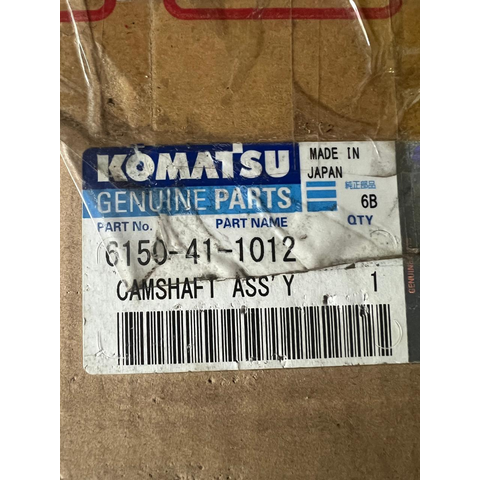 KOMATSU
MADE IN
JAPAN
GENUINE PARTS
純正部品
6B
PART No. PART NAME QTY
6150-41-1012
CAMSHAFT ASS'Y 1
GENUINE